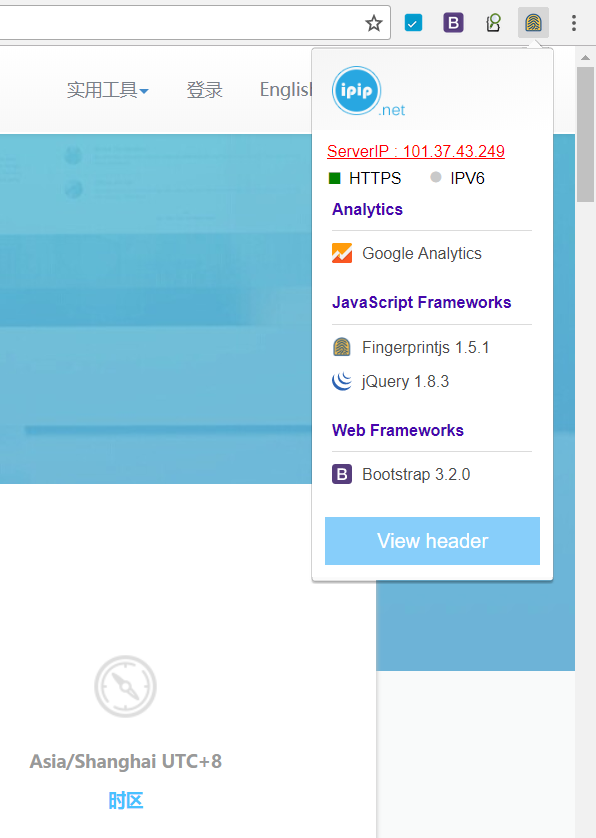 实用工具
登录
English
ipip
.net
ServerIP : 101.37.43.249
HTTPS
IPV6
Analytics
Google Analytics
JavaScript Frameworks
Fingerprintjs 1.5.1
jQuery 1.8.3
Web Frameworks
B
Bootstrap 3.2.0
View header
Asia/Shanghai UTC+8
时区